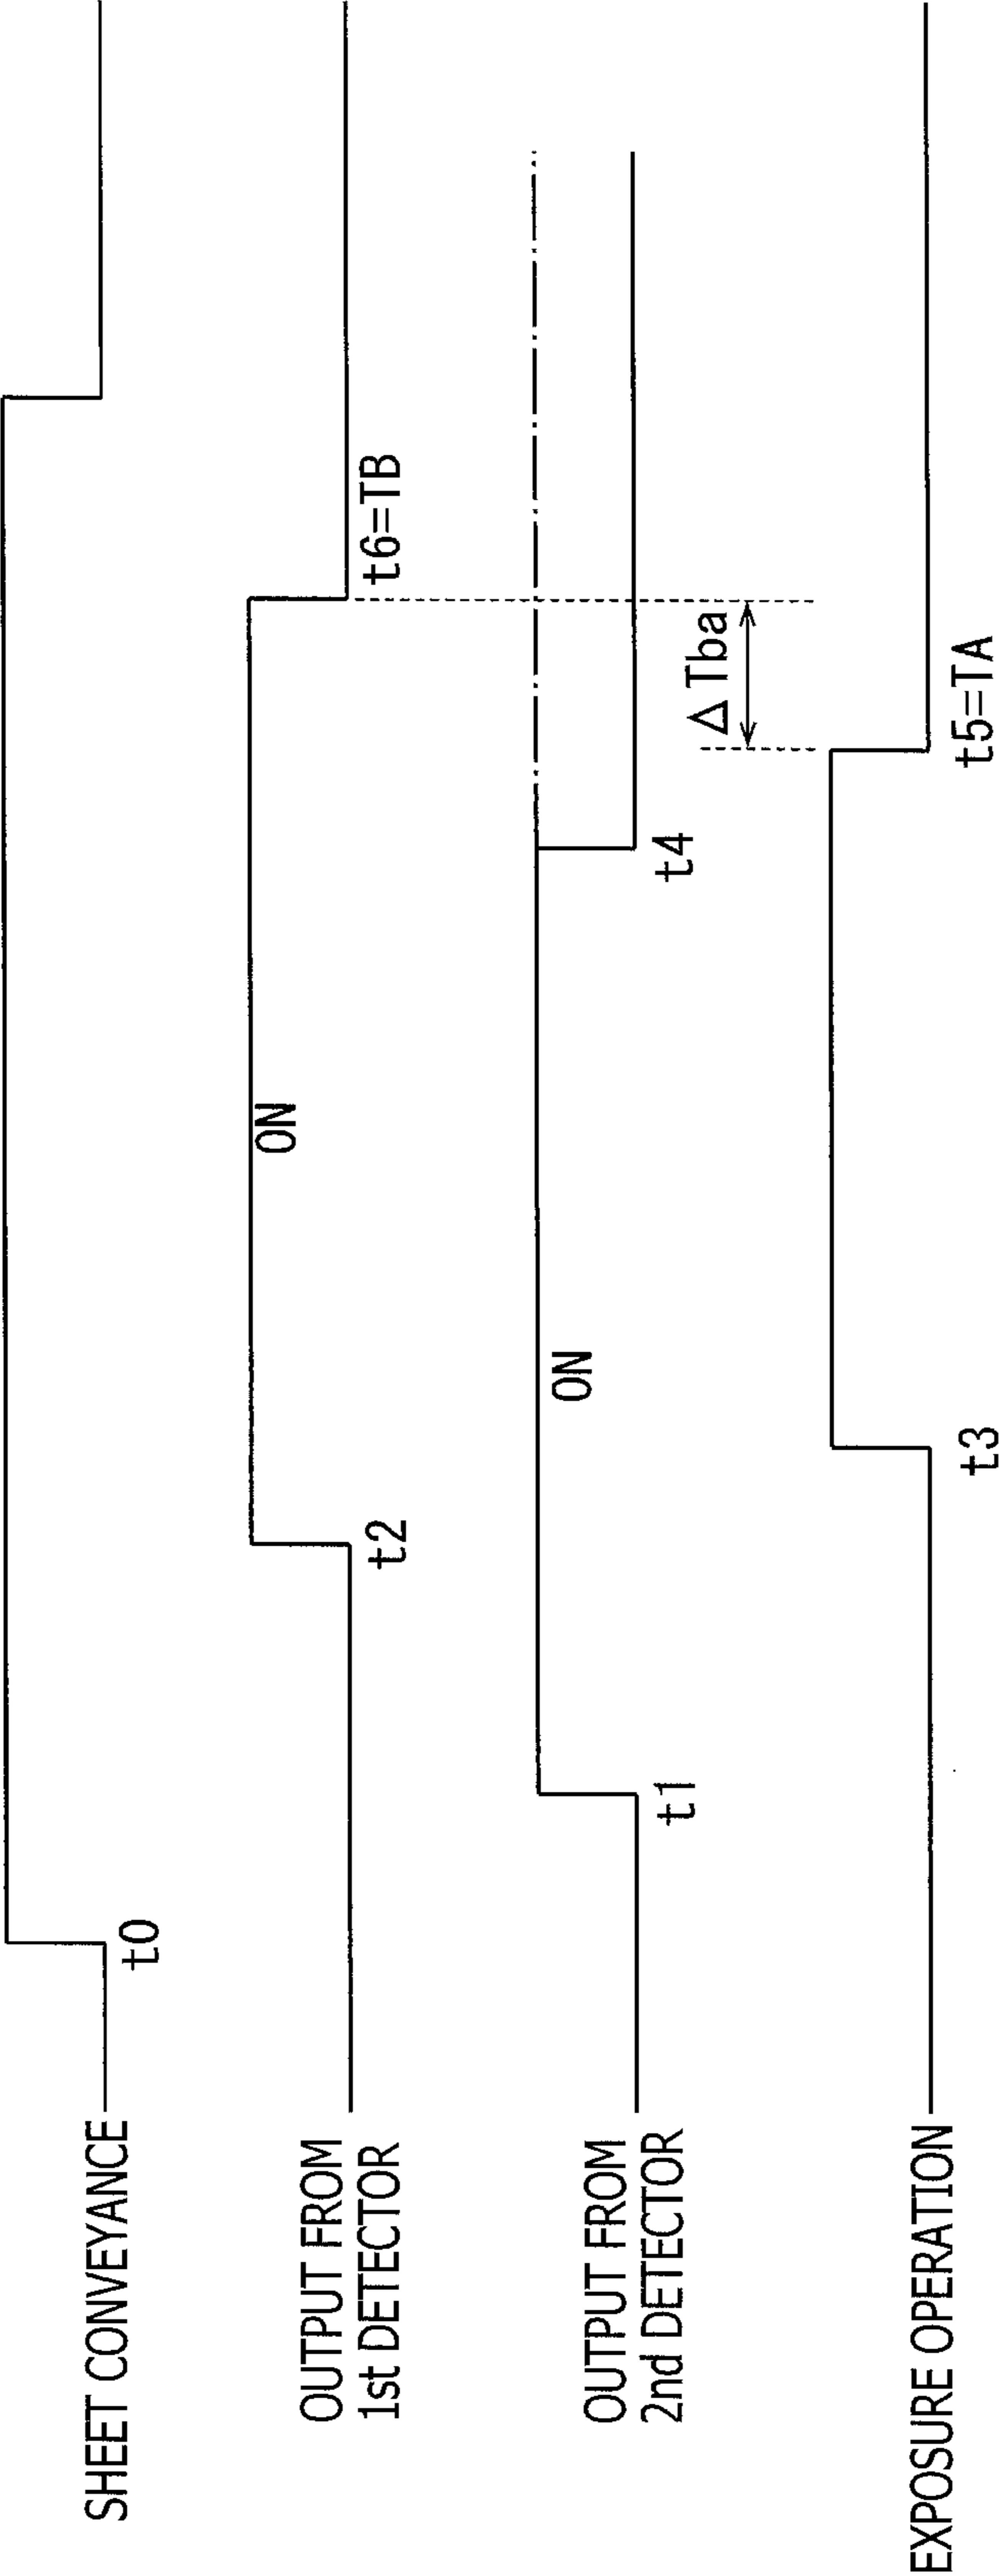 SHEET CONVEYANCE
t0
OUTPUT FROM
1st DETECTOR
t2
ON
t6=TB
OUTPUT FROM
2nd DETECTOR
t1
ON
t4
Δ Tba
EXPOSURE OPERATION
t3
t5=TA